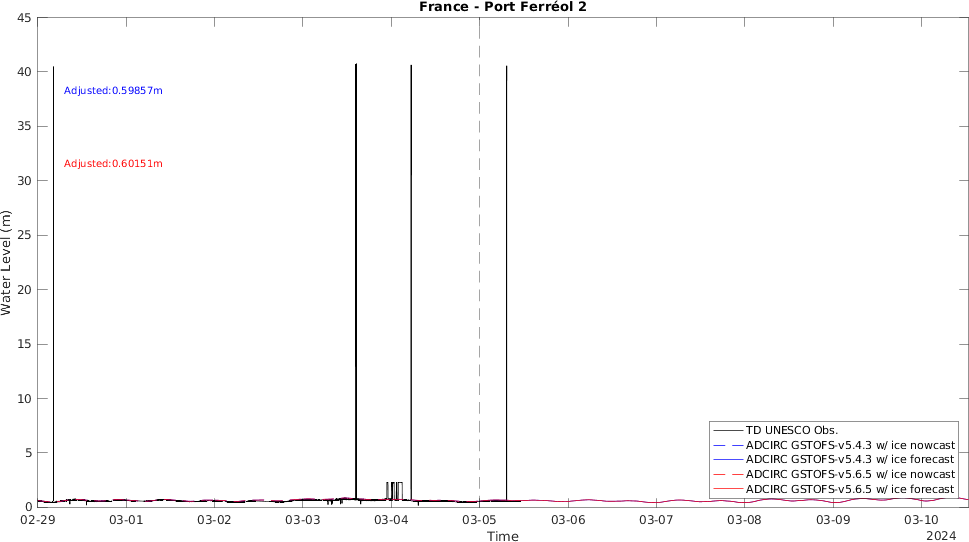 France - Port Ferréol 2
45
40
35
30
25
20
15
10
5
0
Water Level (m)
Adjusted:0.59857m
Adjusted:0.60151m
TD UNESCO Obs.
ADCIRC GSTOFS-v5.4.3 w/ ice nowcast
ADCIRC GSTOFS-v5.4.3 w/ ice forecast
ADCIRC GSTOFS-v5.6.5 w/ ice nowcast
ADCIRC GSTOFS-v5.6.5 w/ ice forecast
02-29 03-01 03-02 03-03 03-04 03-05 03-06 03-07 03-08 03-09 03-10
Time
2024